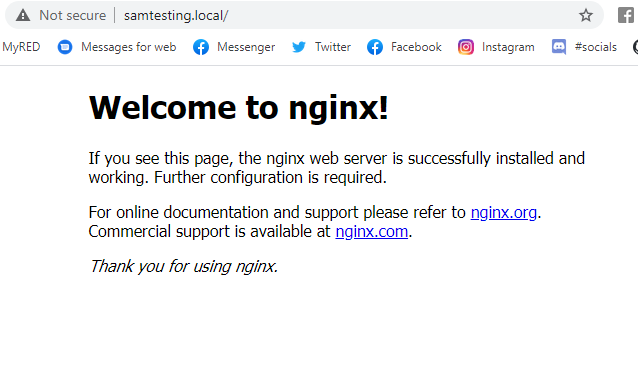 Not secure samtesting.local/
MyRED Messages for web Messenger Twitter Facebook Instagram #socials
Welcome to nginx!
If you see this page, the nginx web server is successfully installed and
working. Further configuration is required.
For online documentation and support please refer to nginx.org.
Commercial support is available at nginx.com.
Thank you for using nginx.